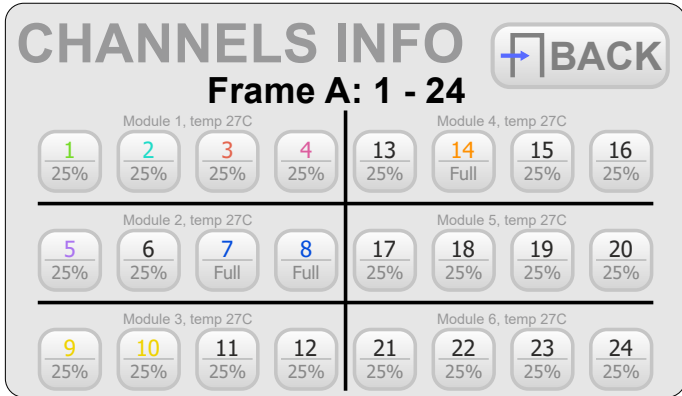 CHANNELS INFO
BACK
Frame A: 1 - 24
Module 1, temp 27C
1 2 3 4
25% 25% 25% 25%
Module 4, temp 27C
13 14 15 16
25% Full 25% 25%
Module 2, temp 27C
5 6 7 8
25% 25% Full Full
Module 5, temp 27C
17 18 19 20
25% 25% 25% 25%
Module 3, temp 27C
9 10 11 12
25% 25% 25% 25%
Module 6, temp 27C
21 22 23 24
25% 25% 25% 25%